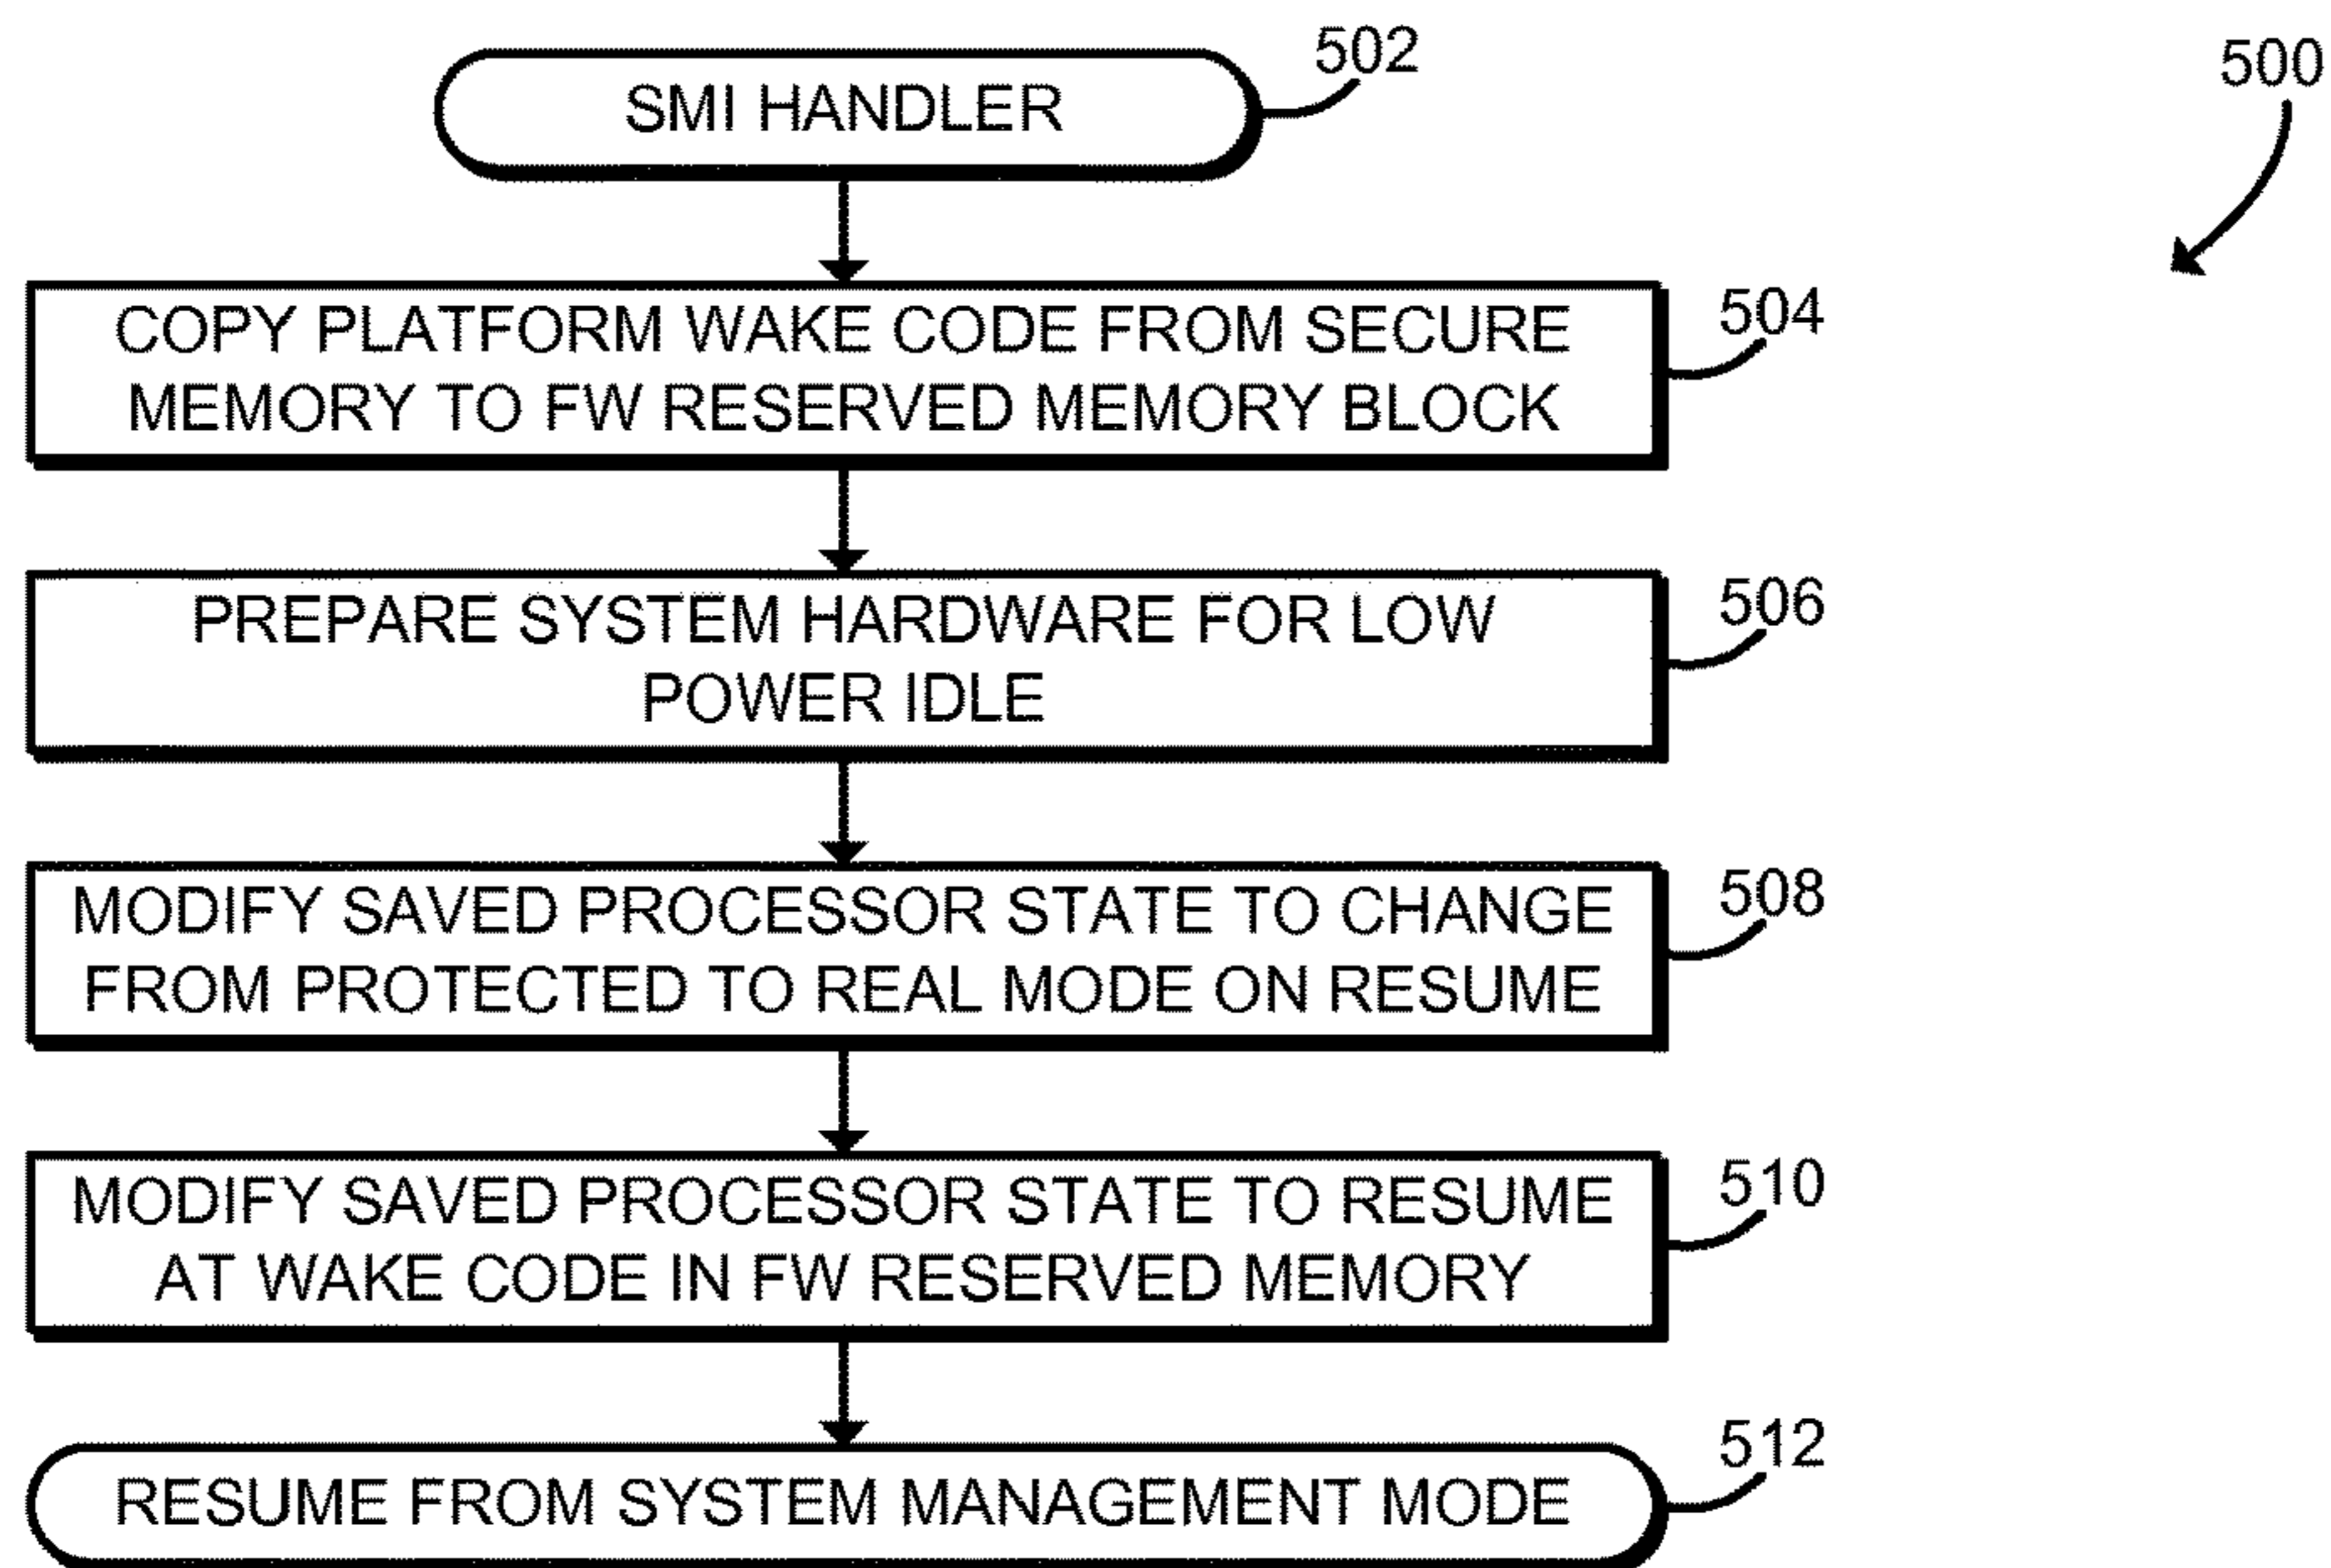 502
500
SMI HANDLER
504
COPY PLATFORM WAKE CODE FROM SECURE
MEMORY TO FW RESERVED MEMORY BLOCK
506
PREPARE SYSTEM HARDWARE FOR LOW
POWER IDLE
508
MODIFY SAVED PROCESSOR STATE TO CHANGE
FROM PROTECTED TO REAL MODE ON RESUME
510
MODIFY SAVED PROCESSOR STATE TO RESUME
AT WAKE CODE IN FW RESERVED MEMORY
512
RESUME FROM SYSTEM MANAGEMENT MODE